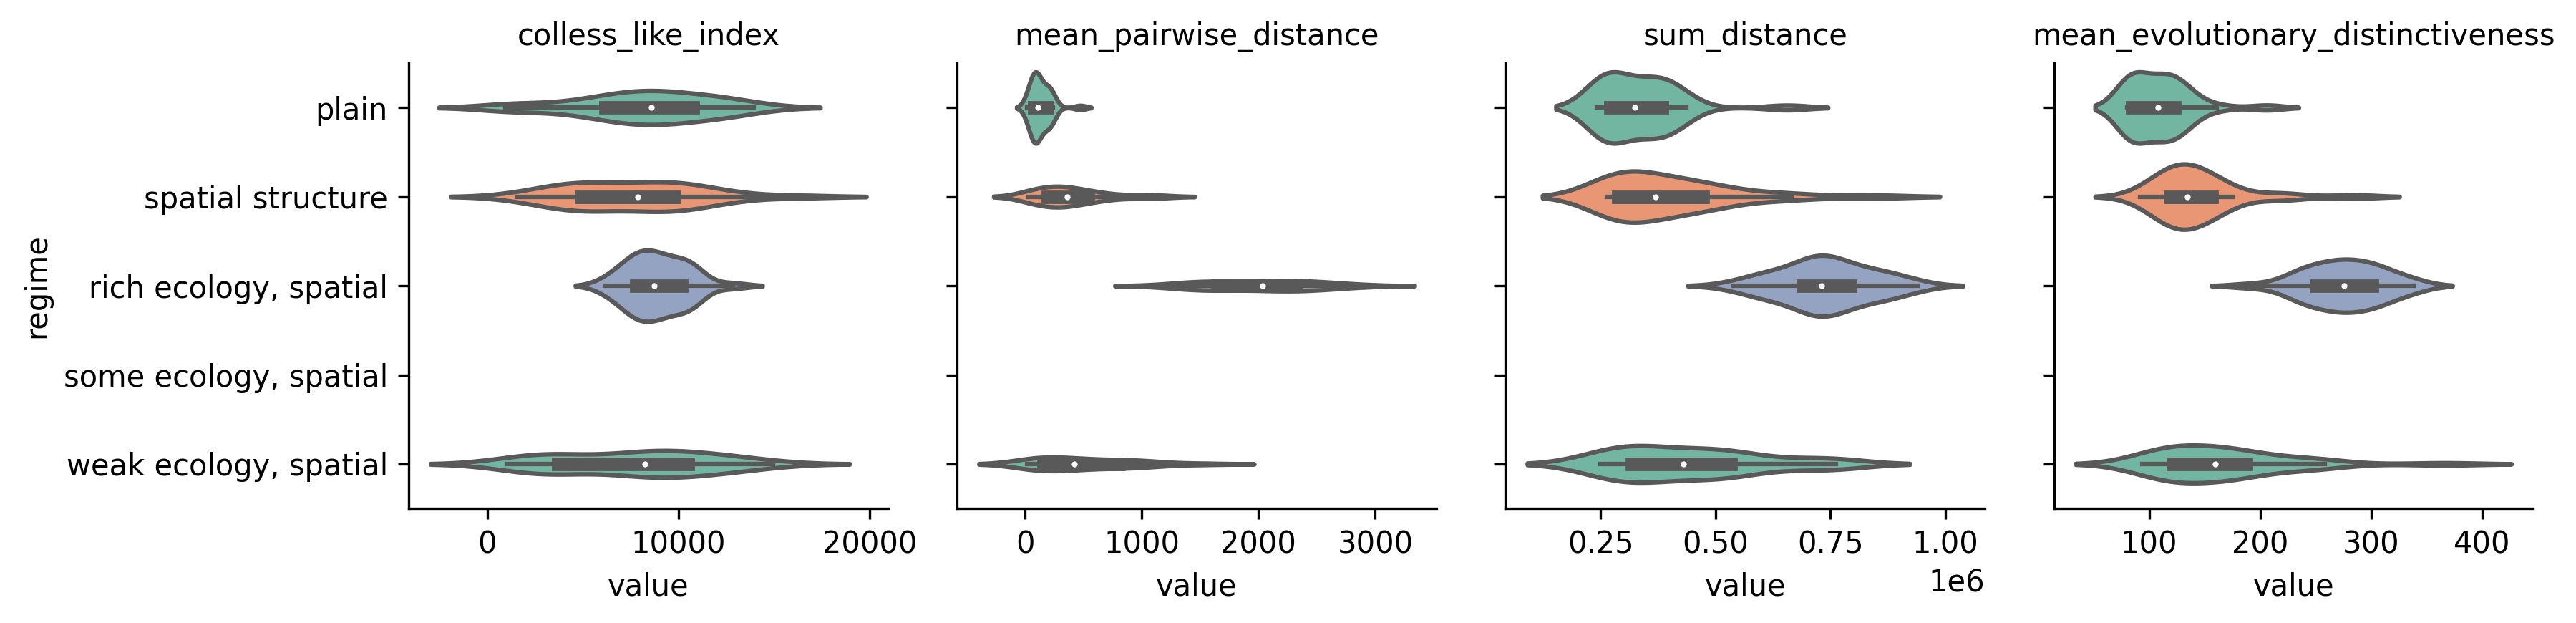 colless_like_index
mean_pairwise_distance
sum_distance
mean_evolutionary_distinctiveness
regime
plain
spatial structure
rich ecology, spatial
some ecology, spatial
weak ecology, spatial
0 10000 20000
value
0 1000 2000 3000
value
0.25 0.50 0.75 1.00
1e6
value
100 200 300 400
value